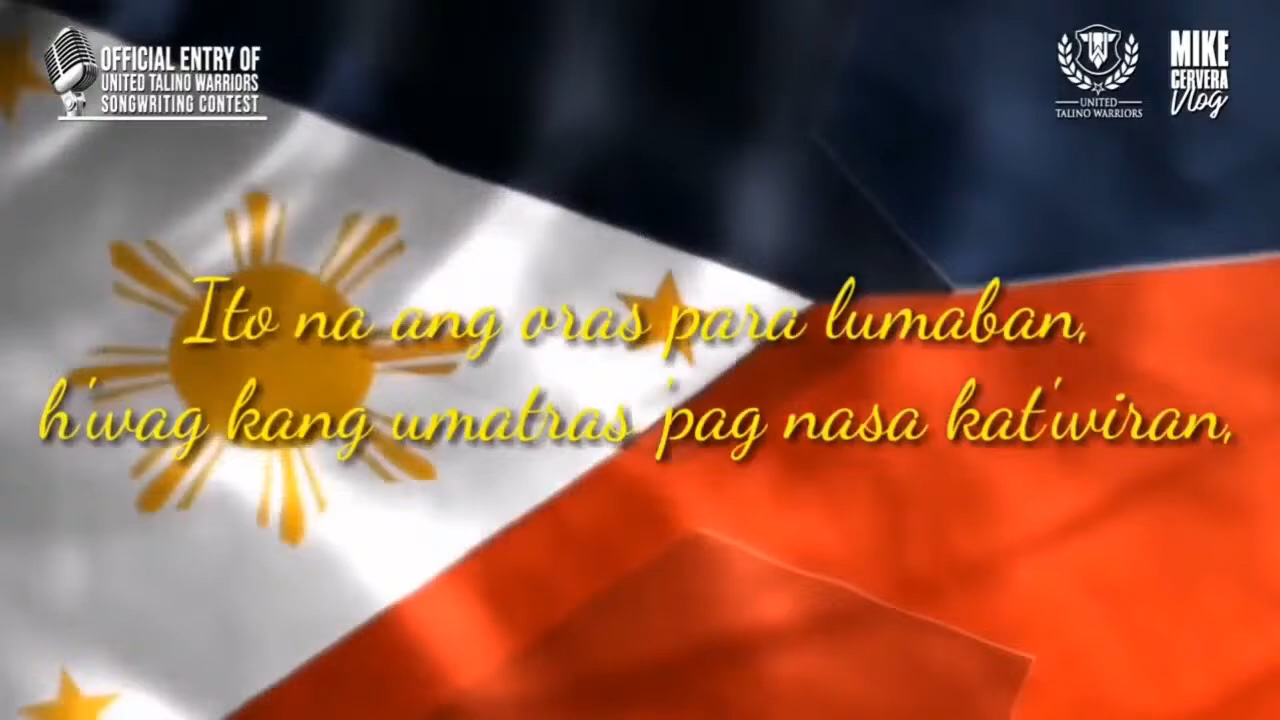 OFFICIAL ENTRY OF
UNITED TALINO WARRIORS
SONGWRITING CONTEST
UNITED
TALINO WARRIORS
MIKE
CERVERA
Vlog
Ito na ang oras para lumaban,
h'wag kang umatras 'pag nasa kat'wiran,